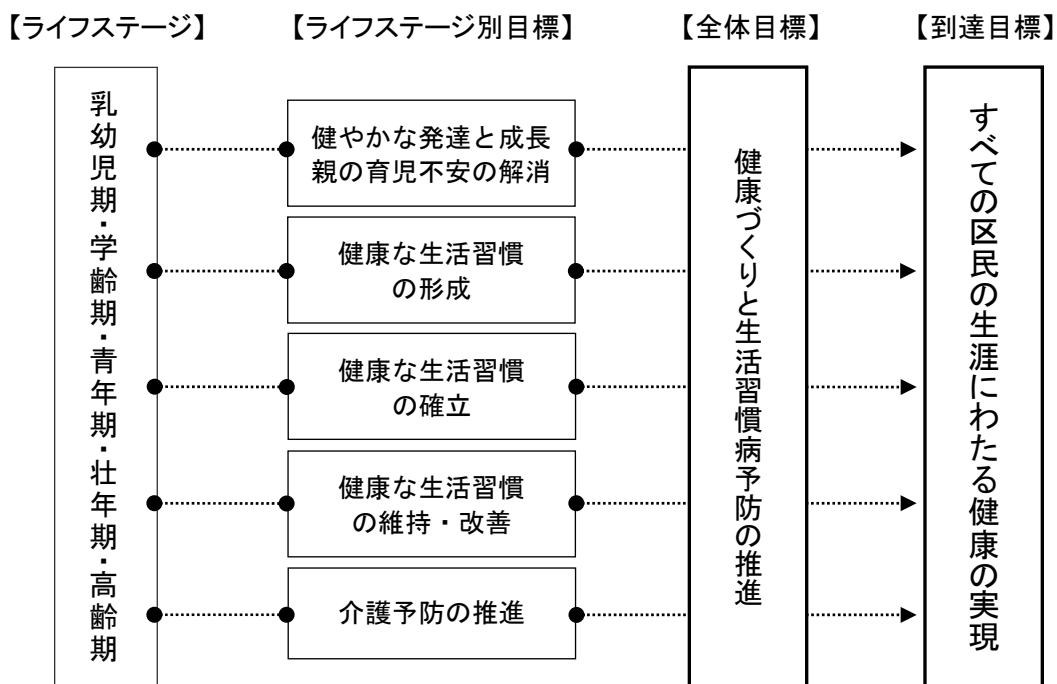 【ライフステージ】
【ライフステージ別目標】
【全体目標】
【到達目標】
乳幼児期・学齢期・青年期・壮年期・高齢期
健やかな発達と成長
親の育児不安の解消
健康な生活習慣
の形成
健康な生活習慣
の確立
健康な生活習慣
の維持・改善
介護予防の推進
健康づくりと生活習慣病予防の推進
すべての区民の生涯にわたる健康の実現